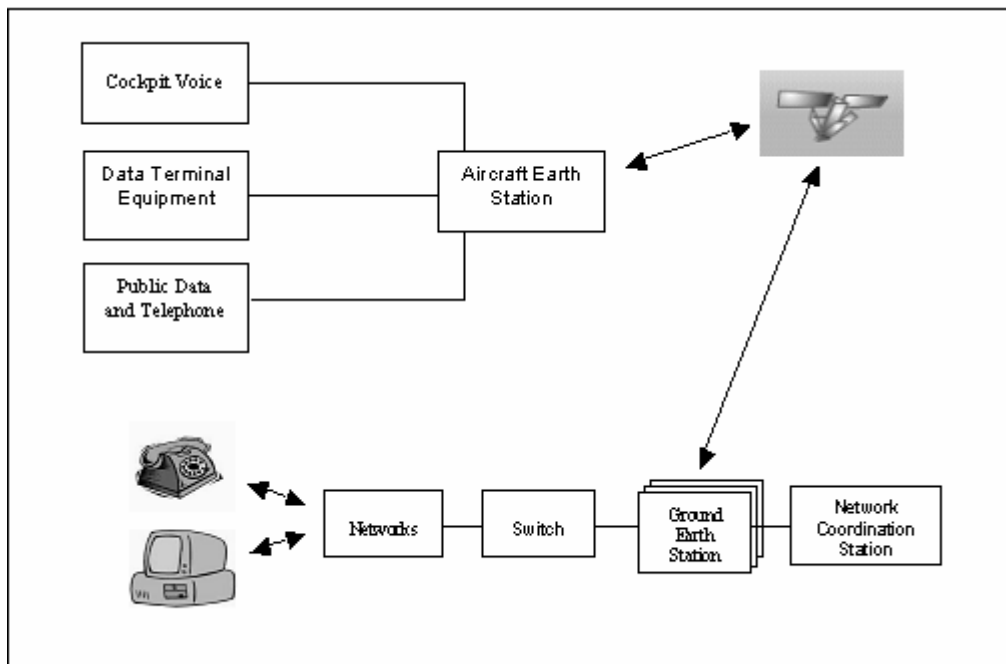 Cockpit Voice
Data Terminal
Equipment
Aircraft Earth
Station
Public Data
and Telephone
Networks
Switch
Ground
Earth
Station
Network
Coordination
Station